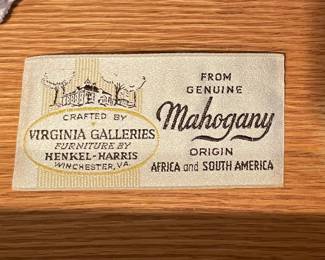 CRAFTED BY
VIRGINIA GALLERIES
FURNITURE BY
HENKEL-HARRIS
WINCHESTER, VA.
FROM
GENUINE
Mahogany
ORIGIN
AFRICA and SOUTH AMERICA